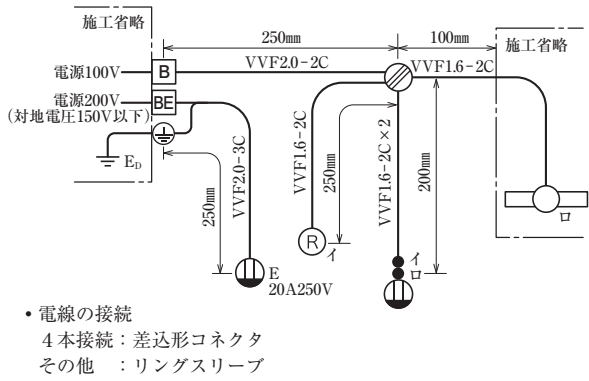 施工省略
250mm
100mm
施工省略
電源100V
B
VVF2.0-2C
VVF1.6-2C
電源200V
(対地電圧150V以下)
BE
E_D
250mm
VVF2.0-3C
VVF1.6-2C
250mm
VVF1.6-2C×2
200mm
R
イ
イ
ロ
ロ
E
20A250V
・電線の接続
4本接続：差込形コネクタ
その他　：リングスリーブ